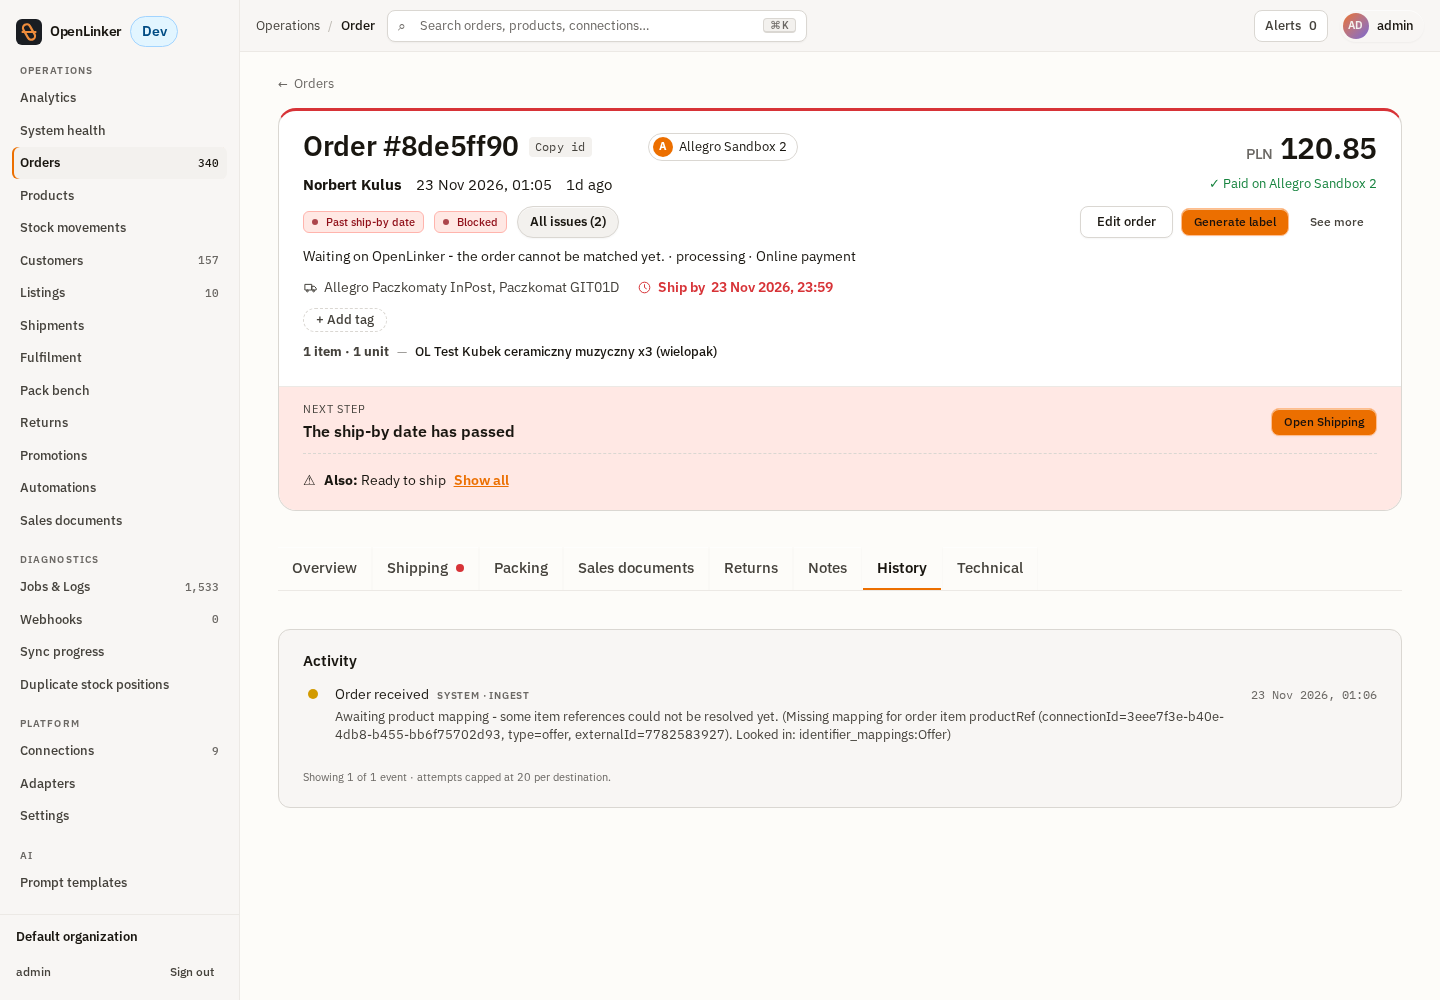 OpenLinker Dev
OPERATIONS
Analytics
System health
Orders 340
Products
Stock movements
Customers 157
Listings 10
Shipments
Fulfilment
Pack bench
Returns
Promotions
Automations
Sales documents
DIAGNOSTICS
Jobs & Logs 1,533
Webhooks 0
Sync progress
Duplicate stock positions
PLATFORM
Connections 9
Adapters
Settings
AI
Prompt templates
Default organization
admin Sign out
Operations / Order
Search orders, products, connections... ⌘K
Alerts 0
AD admin
← Orders
Order #8de5ff90 Copy id A Allegro Sandbox 2
PLN 120.85
Norbert Kulus 23 Nov 2026, 01:05 1d ago
✓ Paid on Allegro Sandbox 2
Past ship-by date Blocked All issues (2)
Edit order Generate label See more
Waiting on OpenLinker - the order cannot be matched yet. · processing · Online payment
Allegro Paczkomaty InPost, Paczkomat GIT01D Ship by 23 Nov 2026, 23:59
+ Add tag
1 item · 1 unit — OL Test Kubek ceramiczny muzyczny x3 (wielopak)
NEXT STEP
The ship-by date has passed
Open Shipping
⚠ Also: Ready to ship Show all
Overview Shipping Packing Sales documents Returns Notes History Technical
Activity
Order received SYSTEM · INGEST 23 Nov 2026, 01:06
Awaiting product mapping - some item references could not be resolved yet. (Missing mapping for order item productRef (connectionId=3eee7f3e-b40e-
4db8-b455-bb6f75702d93, type=offer, externalId=7782583927). Looked in: identifier_mappings:Offer)
Showing 1 of 1 event · attempts capped at 20 per destination.